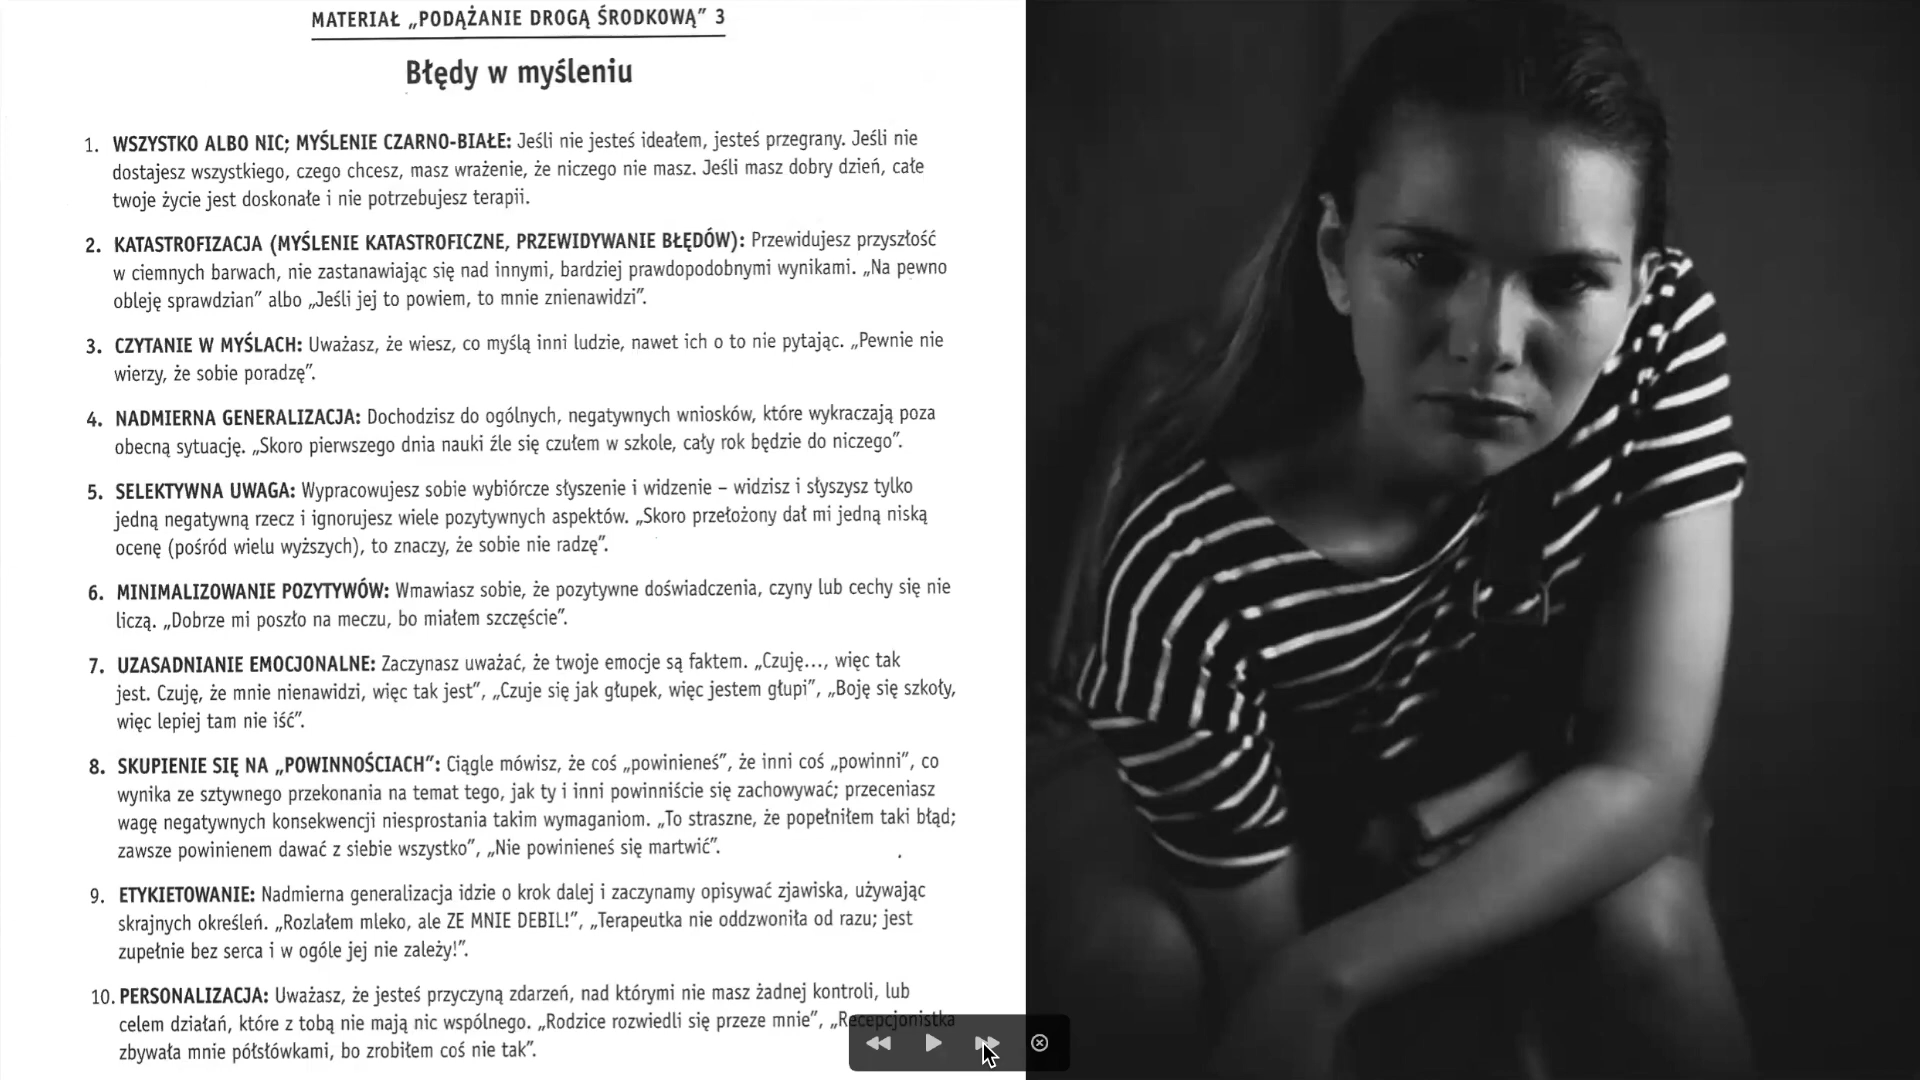 MATERIAŁ „PODĄŻANIE DROGĄ ŚRODKOWĄ” 3
Błędy w myśleniu
1. WSZYSTKO ALBO NIC; MYŚLENIE CZARNO-BIAŁE: Jeśli nie jesteś ideałem, jesteś przegrany. Jeśli nie
dostajesz wszystkiego, czego chcesz, masz wrażenie, że niczego nie masz. Jeśli masz dobry dzień, całe
twoje życie jest doskonałe i nie potrzebujesz terapii.
2. KATASTROFIZACJA (MYŚLENIE KATASTROFICZNE, PRZEWIDYWANIE BŁĘDÓW): Przewidujesz przyszłość
w ciemnych barwach, nie zastanawiając się nad innymi, bardziej prawdopodobnymi wynikami. „Na pewno
obleję sprawdzian” albo „Jeśli jej to powiem, to mnie znienawidzi”.
3. CZYTANIE W MYŚLACH: Uważasz, że wiesz, co myślą inni ludzie, nawet ich o to nie pytając. „Pewnie nie
wierzy, że sobie poradzę”.
4. NADMIERNA GENERALIZACJA: Dochodzisz do ogólnych, negatywnych wniosków, które wykraczają poza
obecną sytuację. „Skoro pierwszego dnia nauki źle się czułem w szkole, cały rok będzie do niczego”.
5. SELEKTYWNA UWAGA: Wypracowujesz sobie wybiórcze słyszenie i widzenie – widzisz i słyszysz tylko
jedną negatywną rzecz i ignorujesz wiele pozytywnych aspektów. „Skoro przełożony dał mi jedną niską
ocenę (pośród wielu wyższych), to znaczy, że sobie nie radzę”.
6. MINIMALIZOWANIE POZYTYWÓW: Wmawiasz sobie, że pozytywne doświadczenia, czyny lub cechy się nie
liczą. „Dobrze mi poszło na meczu, bo miałem szczęście”.
7. UZASADNIANIE EMOCJONALNE: Zaczynasz uważać, że twoje emocje są faktem. „Czuję..., więc tak
jest. Czuję, że mnie nienawidzi, więc tak jest”, „Czuje się jak głupek, więc jestem głupi”, „Boję się szkoły,
więc lepiej tam nie iść”.
8. SKUPIENIE SIĘ NA „POWINNOŚCIACH”: Ciągle mówisz, że coś „powinieneś”, że inni coś „powinni”, co
wynika ze sztywnego przekonania na temat tego, jak ty i inni powinniście się zachowywać; przeceniasz
wagę negatywnych konsekwencji niesprostania takim wymaganiom. „To straszne, że popełniłem taki błąd;
zawsze powinienem dawać z siebie wszystko”, „Nie powinieneś się martwić”.
9. ETYKIETOWANIE: Nadmierna generalizacja idzie o krok dalej i zaczynamy opisywać zjawiska, używając
skrajnych określeń. „Rozlałem mleko, ale ZE MNIE DEBIL!”, „Terapeutka nie oddzwoniła od razu; jest
zupełnie bez serca i w ogóle jej nie zależy!”.
10. PERSONALIZACJA: Uważasz, że jesteś przyczyną zdarzeń, nad którymi nie masz żadnej kontroli, lub
celem działań, które z tobą nie mają nic wspólnego. „Rodzice rozwiedli się przeze mnie”, „Recepcjonistka
zbywała mnie półsłówkami, bo zrobiłem coś nie tak”.